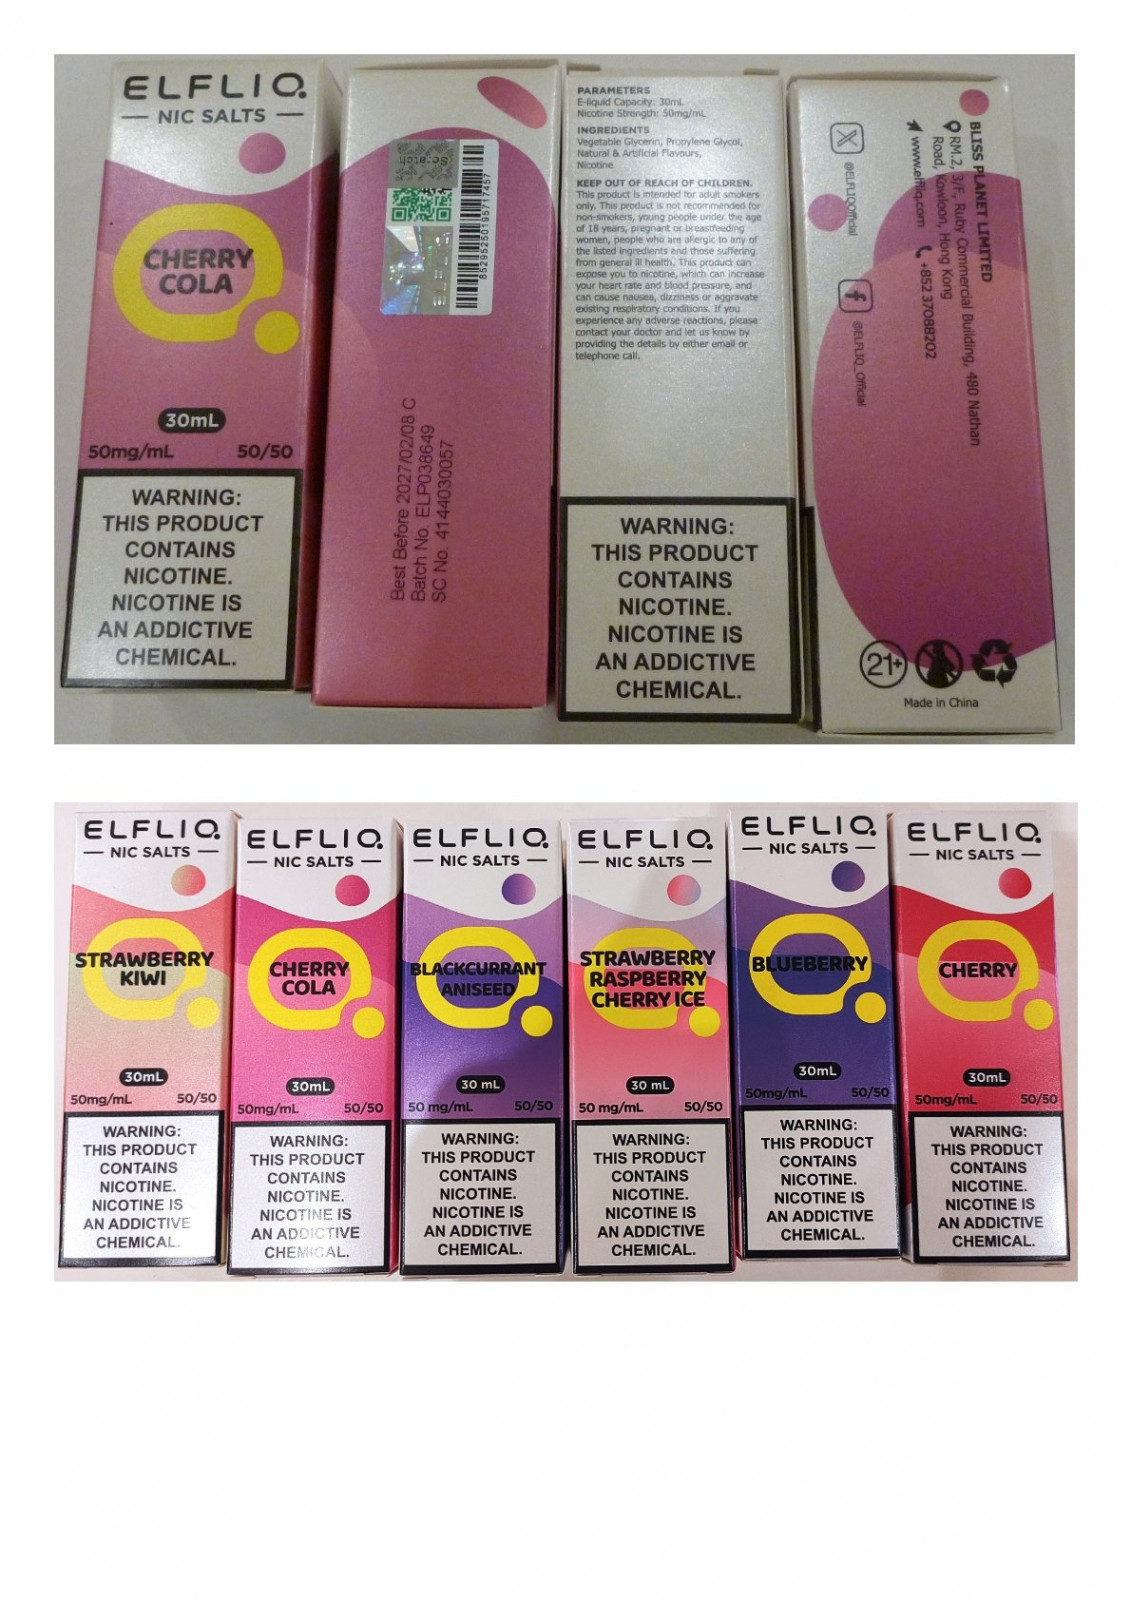 ELFLIQ
NIC SALTS
CHERRY
COLA
30mL
50mg/mL 50/50
WARNING:
THIS PRODUCT
CONTAINS
NICOTINE.
NICOTINE IS
AN ADDICTIVE
CHEMICAL.
Scratch
85295250195717457
Best Before 2027/02/08 C
Batch No. ELP038649
SC No. 4144030057
PARAMETERS
E-liquid Capacity: 30mL
Nicotine Strength: 50mg/mL
INGREDIENTS
Vegetable Glycerin, Propylene Glycol,
Natural & Artificial Flavours,
Nicotine
KEEP OUT OF REACH OF CHILDREN.
This product is intended for adult smokers
only. This product is not recommended for
non-smokers, young people under the age
of 18 years, pregnant or breastfeeding
women, people who are allergic to any of
the listed ingredients and those suffering
from general ill health. This product can
expose you to nicotine, which can increase
your heart rate and blood pressure, and
can cause nausea, dizziness or aggravate
existing respiratory conditions. If you
experience any adverse reactions, please
contact your doctor and let us know by
providing the details by either email or
telephone call.
WARNING:
THIS PRODUCT
CONTAINS
NICOTINE.
NICOTINE IS
AN ADDICTIVE
CHEMICAL.
BLISS PLANET LIMITED
RM.2, 3/F, Ruby Commercial Building, 480 Nathan
Road, Kowloon, Hong Kong
www.elfliq.com +852 37088202
@ELFLIQOfficial
@ELFLIQ_Official
21+
Made in China
ELFLIQ
NIC SALTS
STRAWBERRY
KIWI
30mL
50mg/mL 50/50
WARNING:
THIS PRODUCT
CONTAINS
NICOTINE.
NICOTINE IS
AN ADDICTIVE
CHEMICAL.
ELFLIQ
NIC SALTS
CHERRY
COLA
30mL
50mg/mL 50/50
WARNING:
THIS PRODUCT
CONTAINS
NICOTINE.
NICOTINE IS
AN ADDICTIVE
CHEMICAL.
ELFLIQ
NIC SALTS
BLACKCURRANT
ANISEED
30 mL
50 mg/mL 50/50
WARNING:
THIS PRODUCT
CONTAINS
NICOTINE.
NICOTINE IS
AN ADDICTIVE
CHEMICAL.
ELFLIQ
NIC SALTS
STRAWBERRY
RASPBERRY
CHERRY ICE
30 mL
50 mg/mL 50/50
WARNING:
THIS PRODUCT
CONTAINS
NICOTINE.
NICOTINE IS
AN ADDICTIVE
CHEMICAL.
ELFLIQ
NIC SALTS
BLUEBERRY
30mL
50mg/mL 50/50
WARNING:
THIS PRODUCT
CONTAINS
NICOTINE.
NICOTINE IS
AN ADDICTIVE
CHEMICAL.
ELFLIQ
NIC SALTS
CHERRY
30mL
50mg/mL 50/50
WARNING:
THIS PRODUCT
CONTAINS
NICOTINE.
NICOTINE IS
AN ADDICTIVE
CHEMICAL.